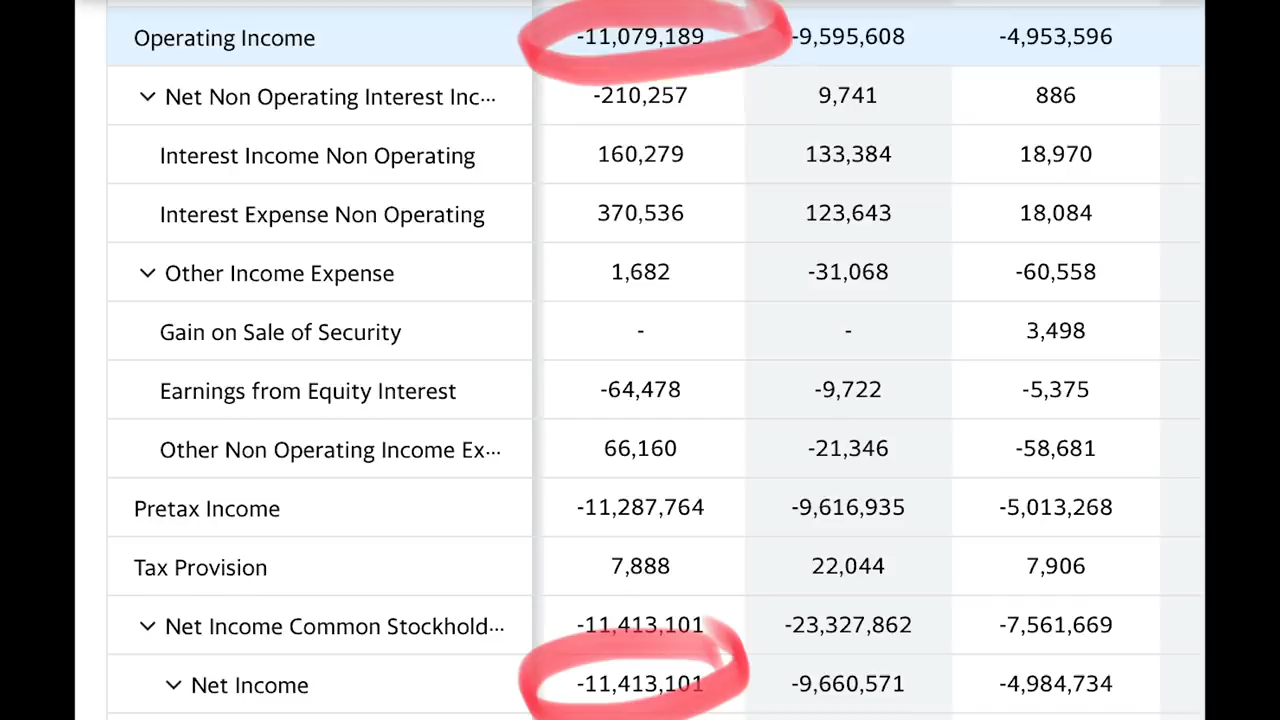 Operating Income -11,079,189 -9,595,608 -4,953,596
Net Non Operating Interest Inc... -210,257 9,741 886
Interest Income Non Operating 160,279 133,384 18,970
Interest Expense Non Operating 370,536 123,643 18,084
Other Income Expense 1,682 -31,068 -60,558
Gain on Sale of Security - - 3,498
Earnings from Equity Interest -64,478 -9,722 -5,375
Other Non Operating Income Ex... 66,160 -21,346 -58,681
Pretax Income -11,287,764 -9,616,935 -5,013,268
Tax Provision 7,888 22,044 7,906
Net Income Common Stockhold... -11,413,101 -23,327,862 -7,561,669
Net Income -11,413,101 -9,660,571 -4,984,734